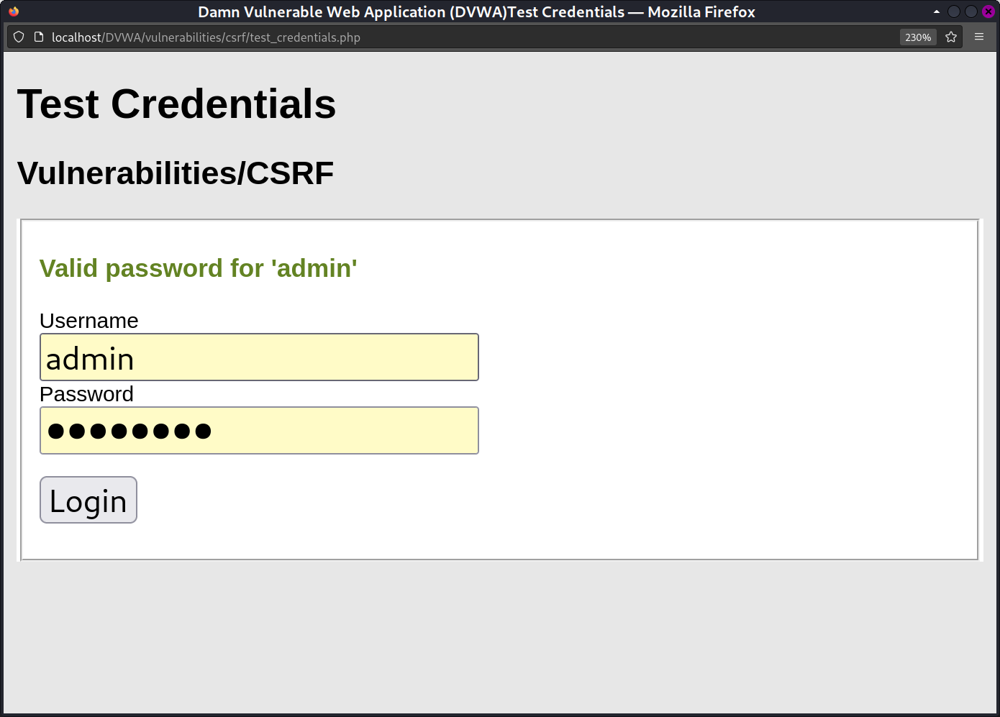 Damn Vulnerable Web Application (DVWA)Test Credentials — Mozilla Firefox
localhost/DVWA/vulnerabilities/csrf/test_credentials.php 230%
Test Credentials
Vulnerabilities/CSRF
Valid password for 'admin'
Username
admin
Password
●●●●●●●●
Login